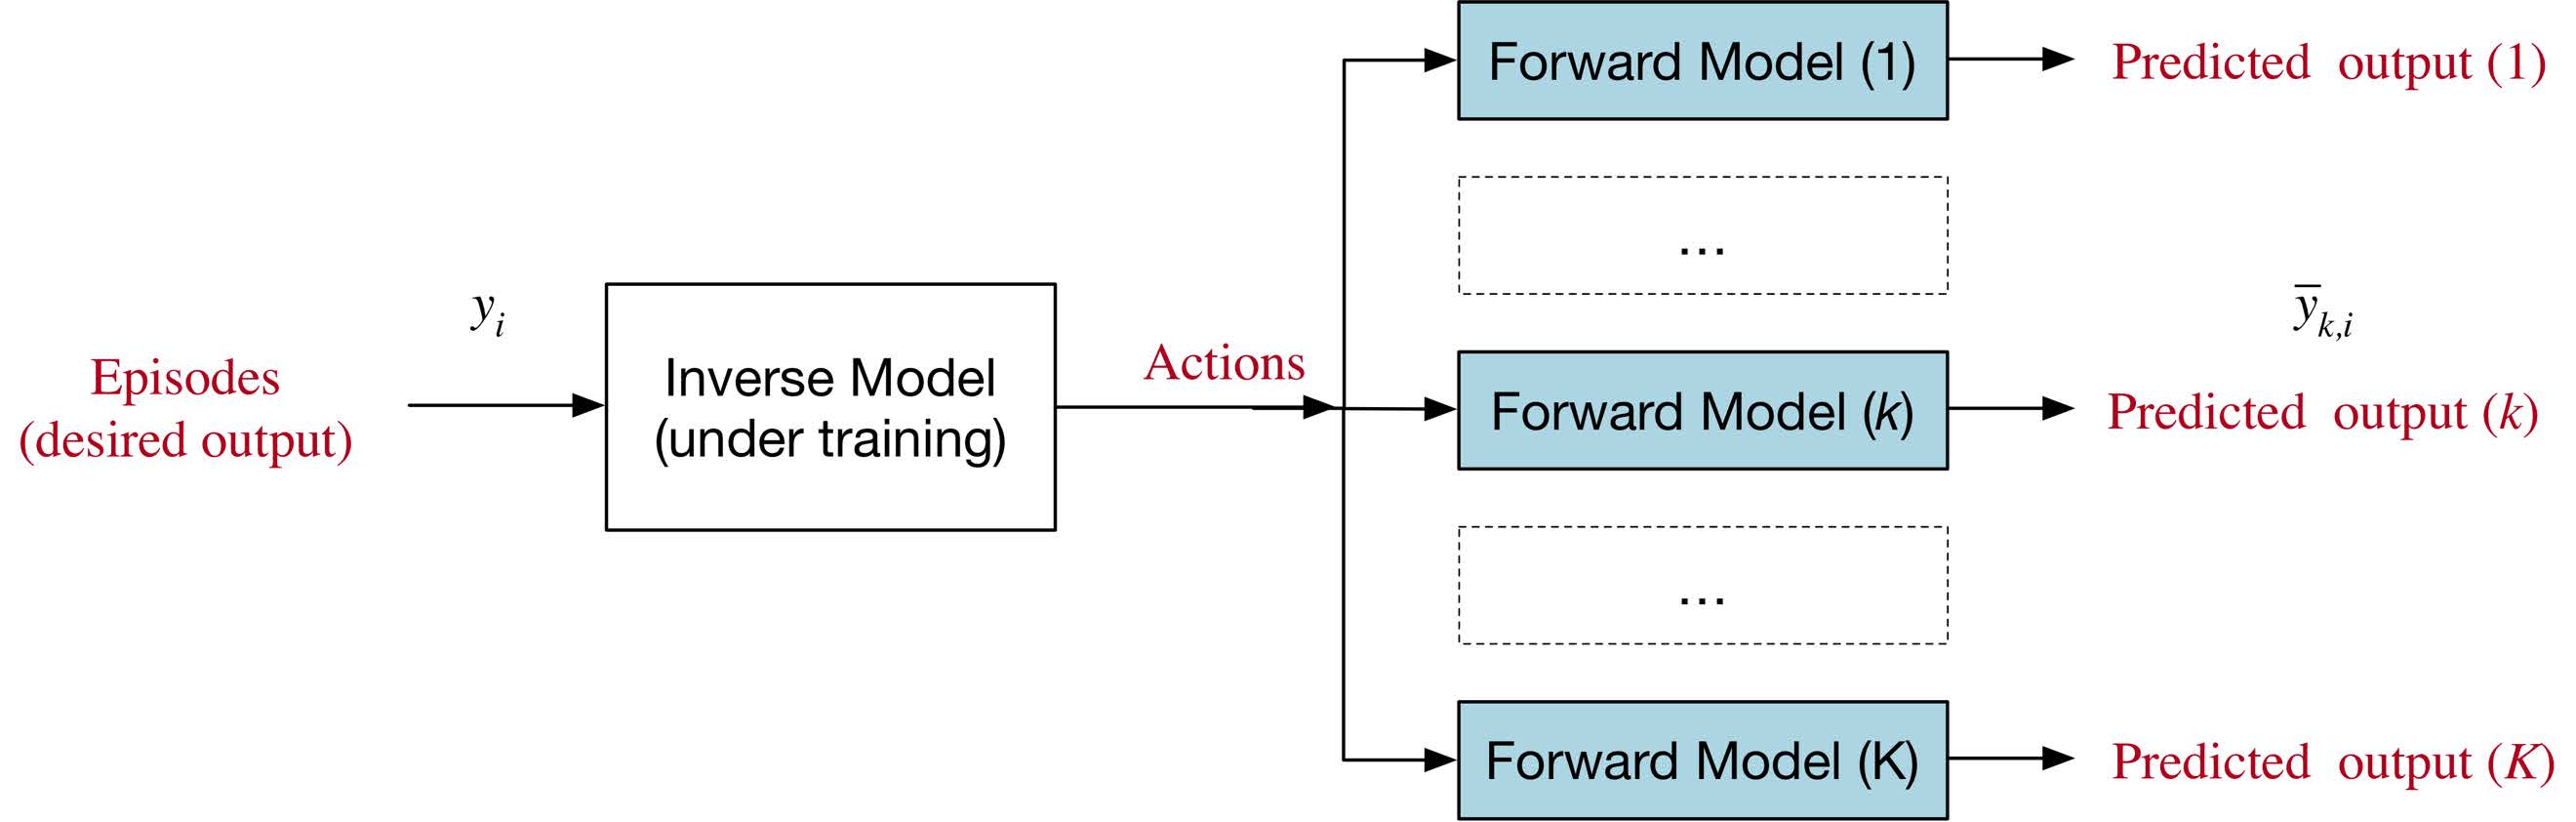 Forward Model (1)
Predicted output (1)
...
y_i
Episodes
(desired output)
Inverse Model
(under training)
Actions
Forward Model (k)
ȳ_{k,i}
Predicted output (k)
...
Forward Model (K)
Predicted output (K)